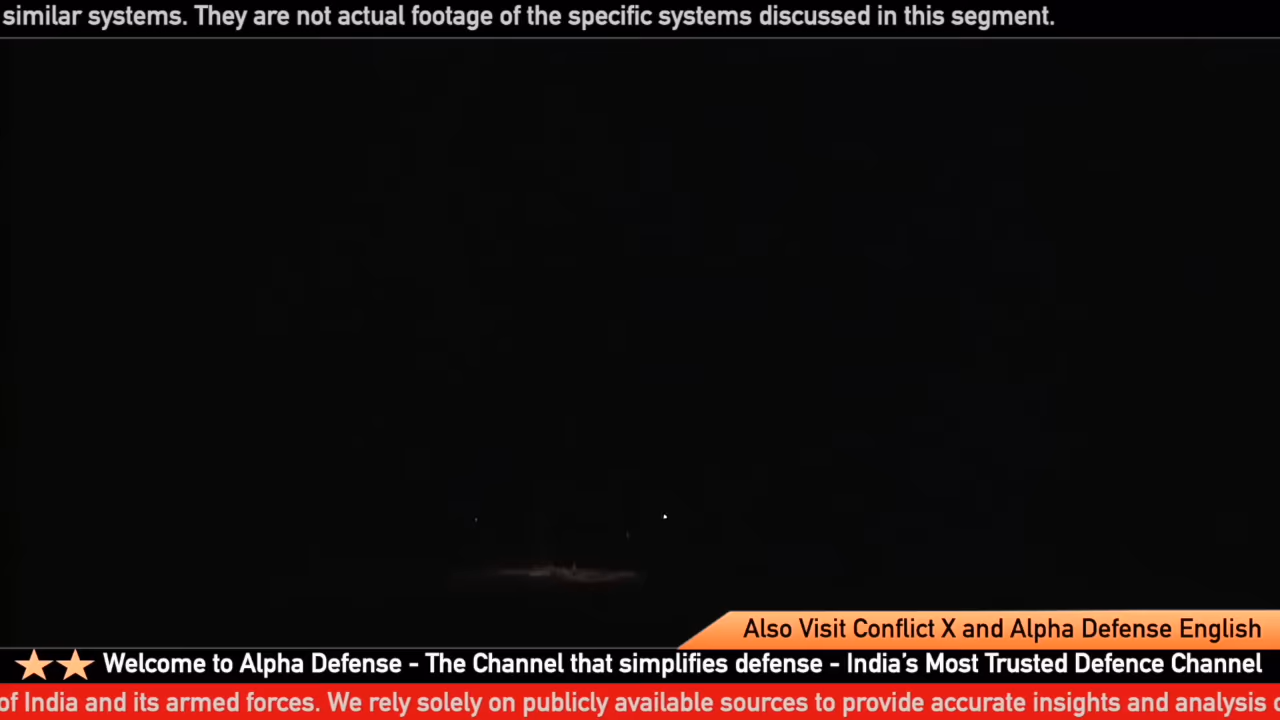 similar systems. They are not actual footage of the specific systems discussed in this segment.
Also Visit Conflict X and Alpha Defense English
Welcome to Alpha Defense - The Channel that simplifies defense - India's Most Trusted Defence Channel
of India and its armed forces. We rely solely on publicly available sources to provide accurate insights and analysis